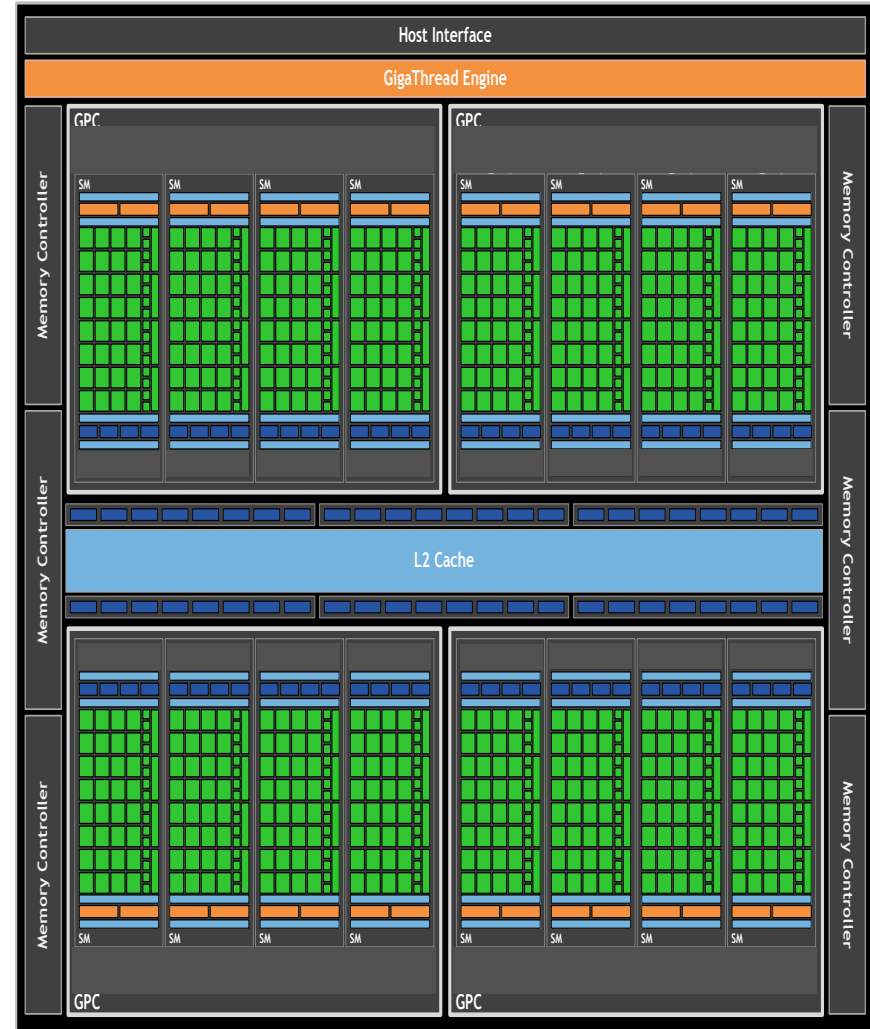 Host Interface
GigaThread Engine
GPC
GPC
Memory Controller
Memory Controller
SM
SM
SM
SM
SM
SM
SM
SM
Memory Controller
Memory Controller
L2 Cache
Memory Controller
Memory Controller
SM
SM
SM
SM
SM
SM
SM
SM
GPC
GPC